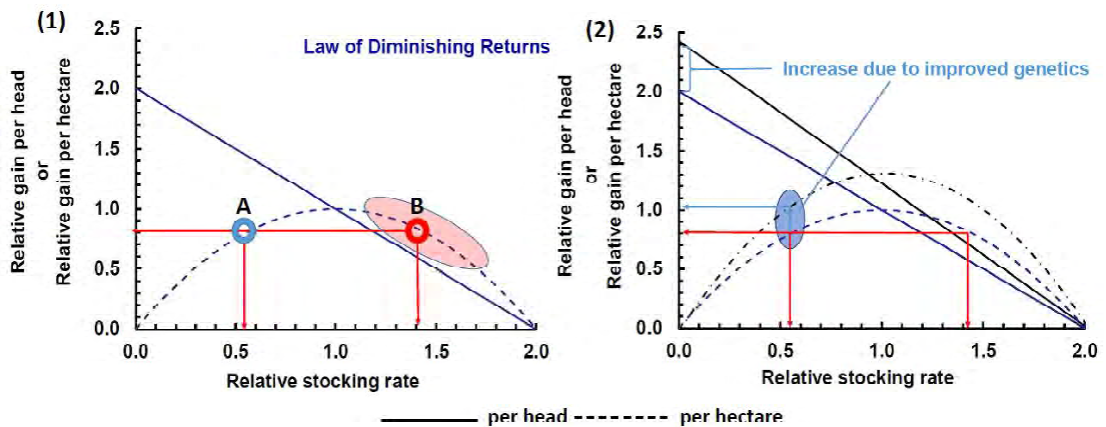 (1)
Law of Diminishing Returns
Relative gain per head
or
Relative gain per hectare
2.5
2.0
1.5
1.0
0.5
0.0
A
B
0.0 0.5 1.0 1.5 2.0
Relative stocking rate
(2)
Increase due to improved genetics
Relative gain per head
or
Relative gain per hectare
2.5
2.0
1.5
1.0
0.5
0.0
0.0 0.5 1.0 1.5 2.0
Relative stocking rate
per head per hectare